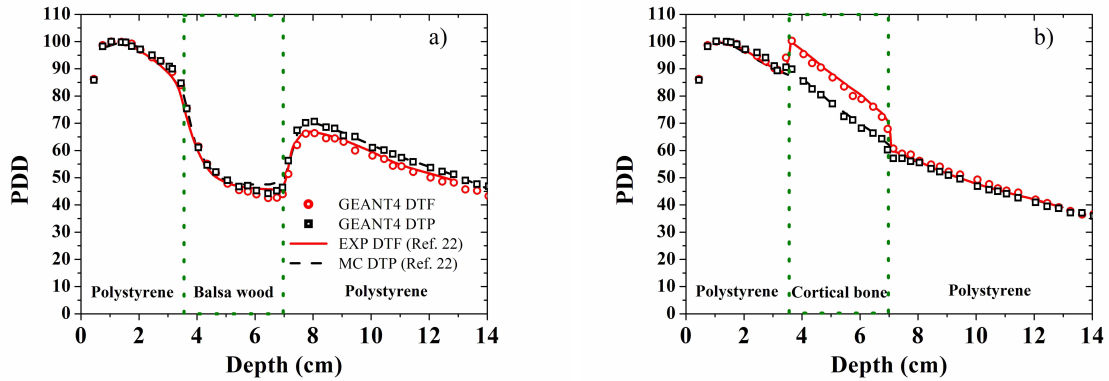 a)
110
100
90
80
70
60
50
40
30
20
10
0
PDD
GEANT4 DTF
GEANT4 DTP
EXP DTF (Ref. 22)
MC DTP (Ref. 22)
Polystyrene Balsa wood Polystyrene
0 2 4 6 8 10 12 14
Depth (cm)
b)
110
100
90
80
70
60
50
40
30
20
10
0
PDD
Polystyrene Cortical bone Polystyrene
0 2 4 6 8 10 12 14
Depth (cm)